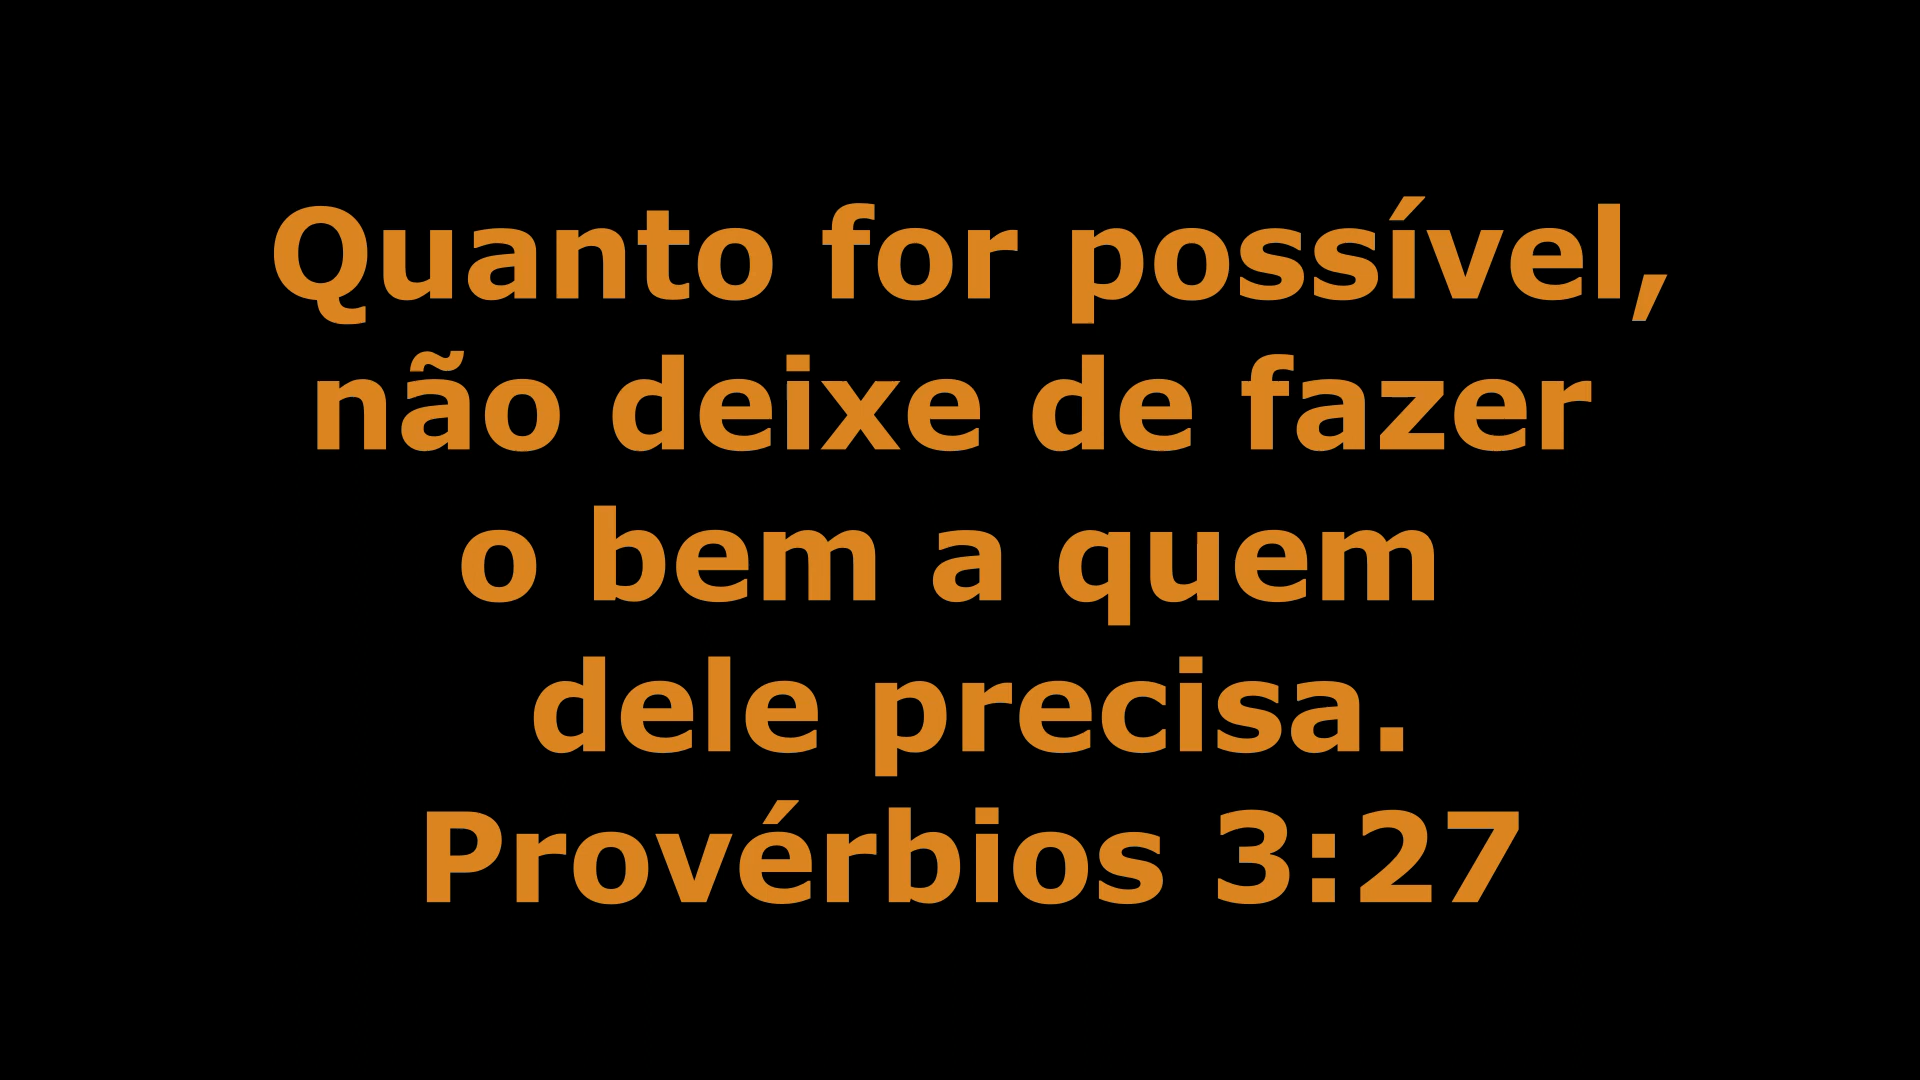 Quanto for possível,
não deixe de fazer
o bem a quem
dele precisa.
Provérbios 3:27